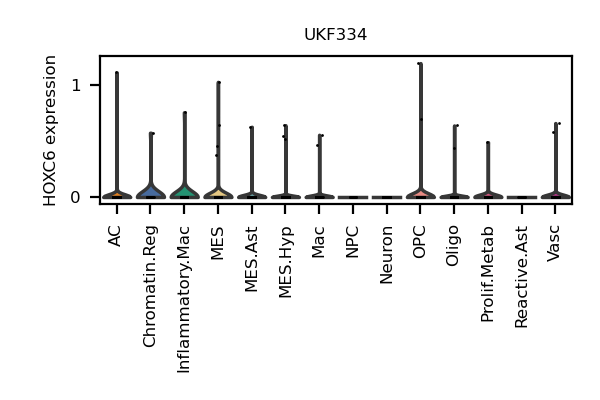 UKF334
HOXC6 expression
1
0
AC
Chromatin.Reg
Inflammatory.Mac
MES
MES.Ast
MES.Hyp
Mac
NPC
Neuron
OPC
Oligo
Prolif.Metab
Reactive.Ast
Vasc